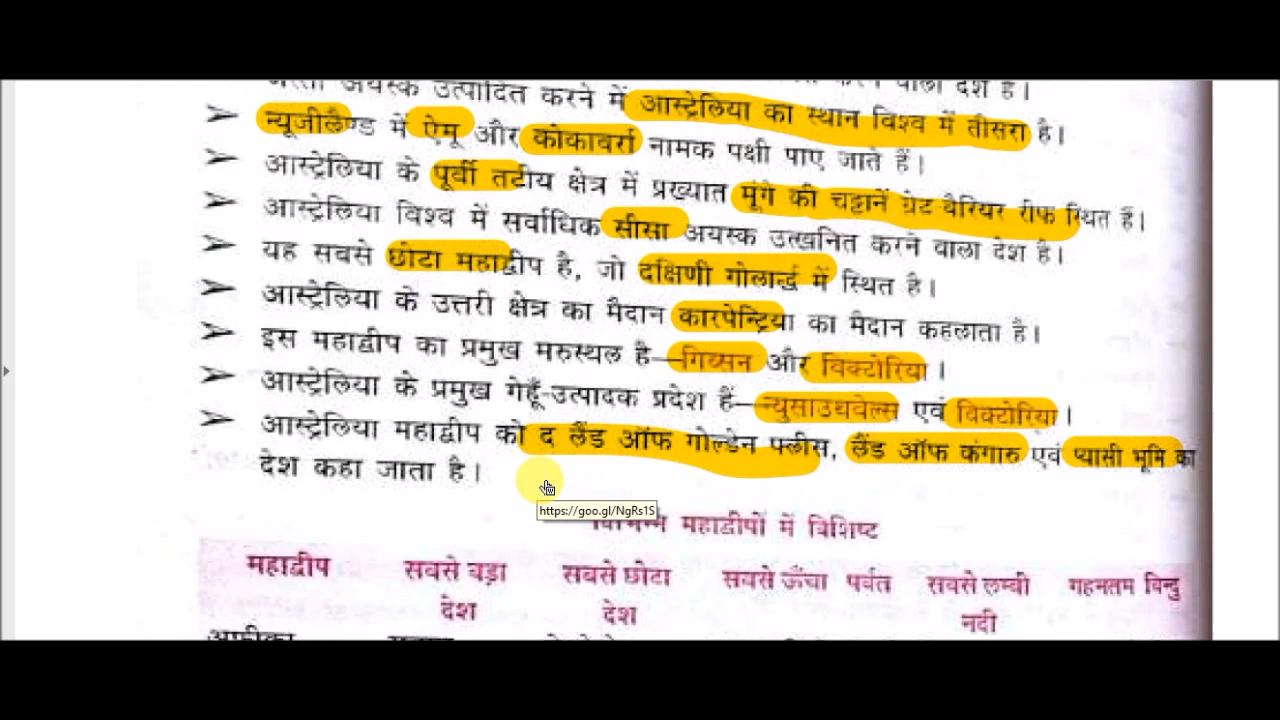 अयस्क उत्पादित करने में आस्ट्रेलिया का स्थान विश्व में तीसरा है।
➢ न्यूजीलैण्ड में ऐमू और कोकावर्रा नामक पक्षी पाए जाते हैं।
➢ आस्ट्रेलिया के पूर्वी तटीय क्षेत्र में प्रख्यात मूंगे की चट्टानें ग्रेट वैरियर रीफ स्थित हैं।
➢ आस्ट्रेलिया विश्व में सर्वाधिक सीसा अयस्क उत्खनित करने वाला देश है।
➢ यह सबसे छोटा महाद्वीप है, जो दक्षिणी गोलार्द्ध में स्थित है।
➢ आस्ट्रेलिया के उत्तरी क्षेत्र का मैदान कारपेन्ट्रिया का मैदान कहलाता है।
➢ इस महाद्वीप का प्रमुख मरुस्थल है—गिब्सन और विक्टोरिया।
➢ आस्ट्रेलिया के प्रमुख गेहूँ-उत्पादक प्रदेश हैं—न्युसाउथवेल्स एवं विक्टोरिया।
➢ आस्ट्रेलिया महाद्वीप को द लैंड ऑफ गोल्डेन फ्लीस, लैंड ऑफ कंगारु एवं प्यासी भूमि का
देश कहा जाता है।
https://goo.gl/NgRs1S
महाद्वीपों में विशिष्ट
महाद्वीप सबसे बड़ा सबसे छोटा सबसे ऊँचा पर्वत सबसे लम्बी गहनतम विन्दु
देश देश नदी